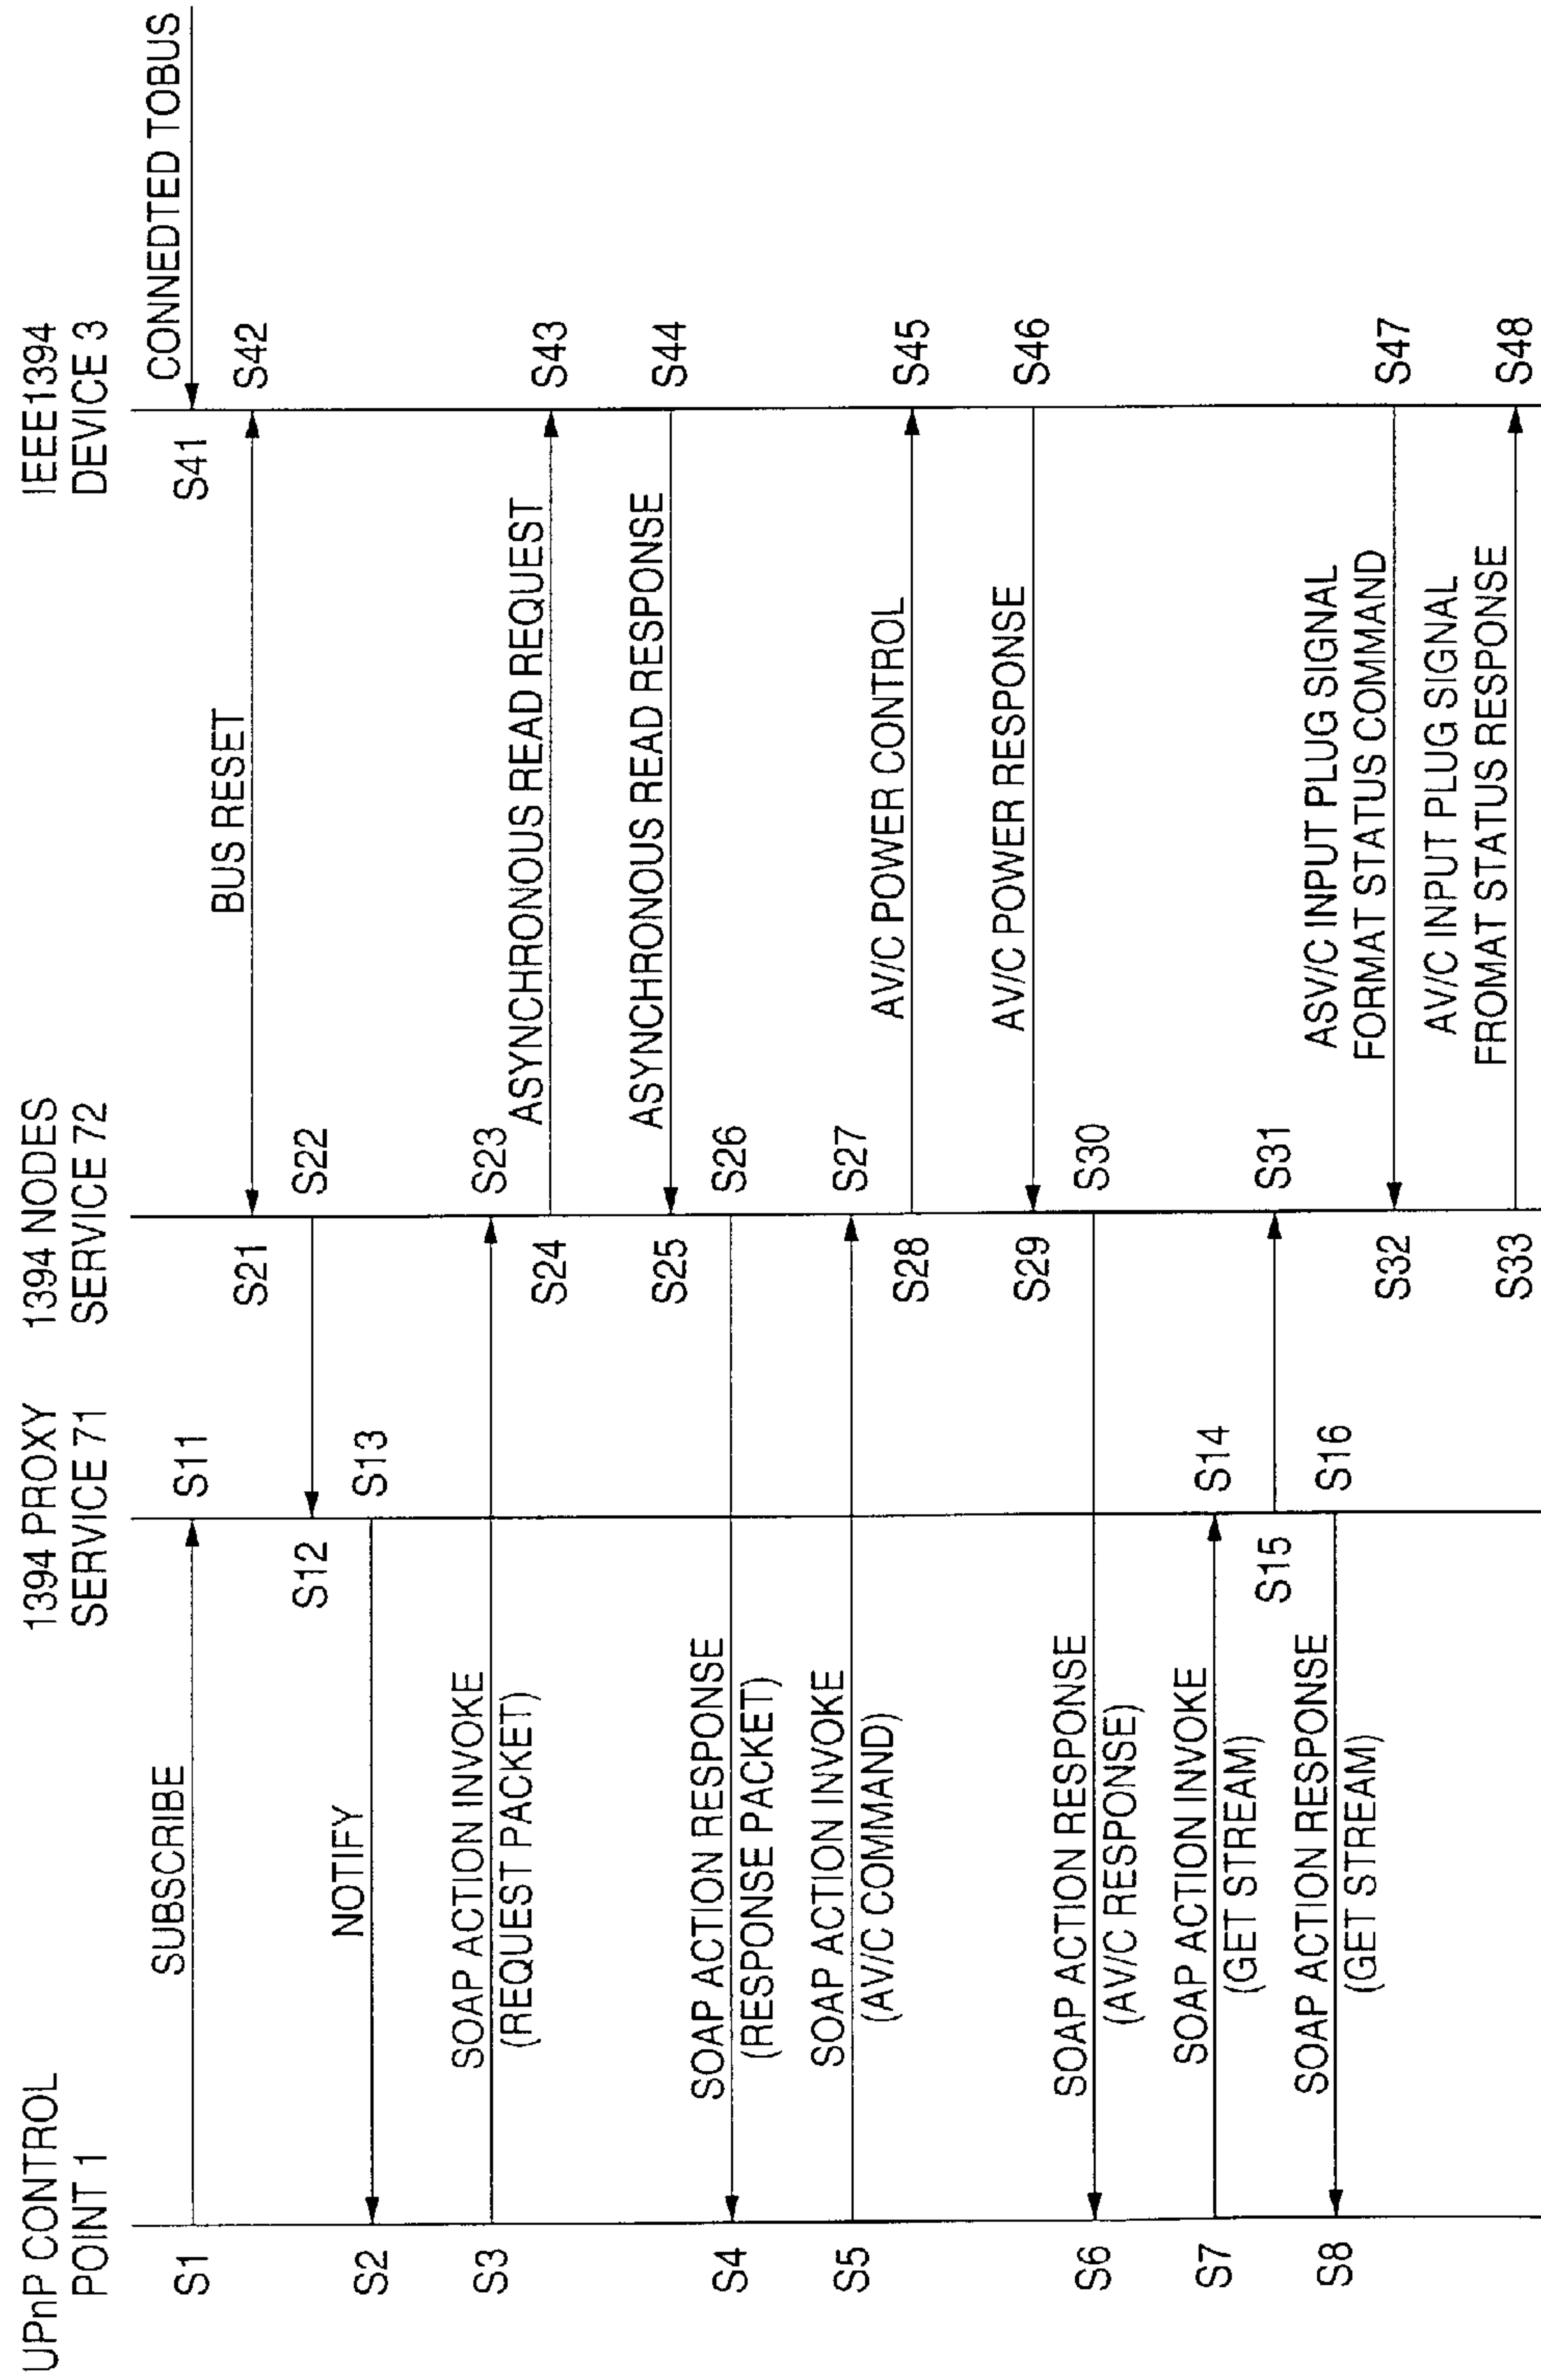 UPnP CONTROL
POINT 1
1394 PROXY
SERVICE 71
1394 NODES
SERVICE 72
IEEE1394
DEVICE 3
CONNEDTED TOBUS
S1
SUBSCRIBE
S11
S41
BUS RESET
S21
S42
S12
S22
S2
NOTIFY
S13
S3
SOAP ACTION INVOKE
(REQUEST PACKET)
S23
S24
ASYNCHRONOUS READ REQUEST
S43
S25
ASYNCHRONOUS READ RESPONSE
S44
S4
SOAP ACTION RESPONSE
(RESPONSE PACKET)
S26
S5
SOAP ACTION INVOKE
(AV/C COMMAND)
S27
S28
AV/C POWER CONTROL
S45
S29
AV/C POWER RESPONSE
S46
S6
SOAP ACTION RESPONSE
(AV/C RESPONSE)
S30
S7
SOAP ACTION INVOKE
(GET STREAM)
S14
S15
S31
S8
SOAP ACTION RESPONSE
(GET STREAM)
S16
S32
ASV/C INPUT PLUG SIGNAL
FORMAT STATUS COMMAND
S47
S33
AV/C INPUT PLUG SIGNAL
FROMAT STATUS RESPONSE
S48